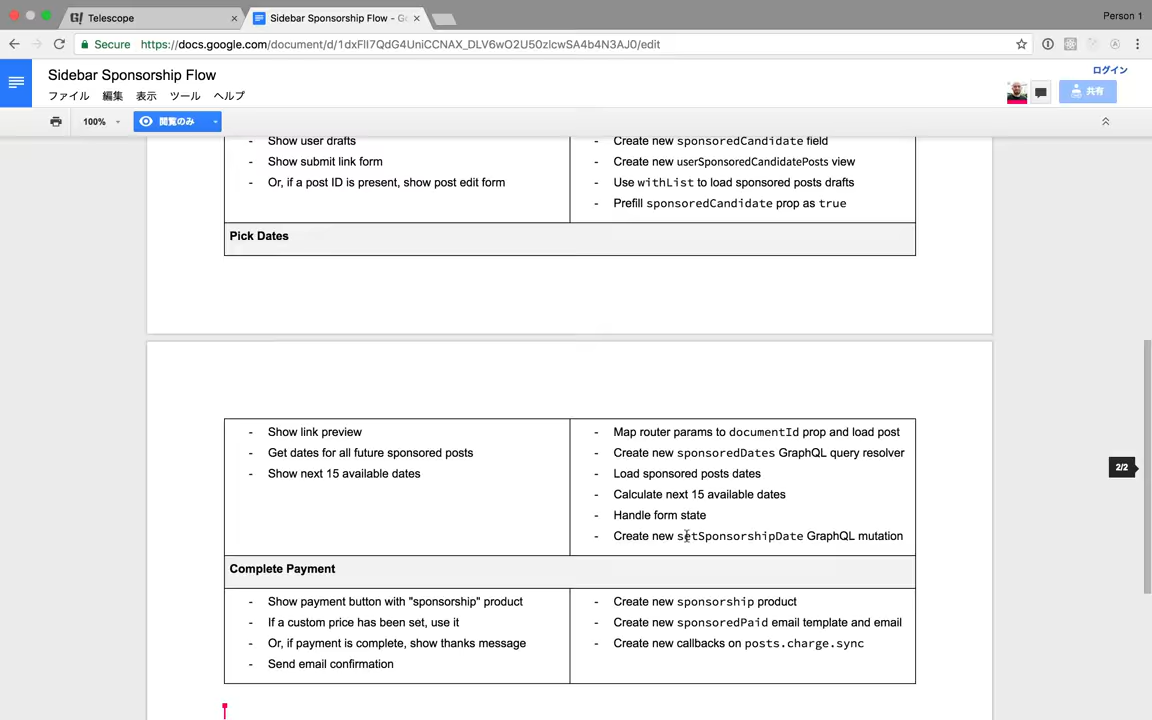 Telescope
Sidebar Sponsorship Flow - Go
Person 1
Secure
https://docs.google.com/document/d/1dxFlI7QdG4UniCCNAX_DLV6wO2U50zlcwSA4b4N3AJ0/edit
Sidebar Sponsorship Flow
ログイン
ファイル 編集 表示 ツール ヘルプ
共有
100%
閲覧のみ
- Show user drafts
- Show submit link form
- Or, if a post ID is present, show post edit form
- Create new sponsoredCandidate field
- Create new userSponsoredCandidatePosts view
- Use withList to load sponsored posts drafts
- Prefill sponsoredCandidate prop as true
Pick Dates
- Show link preview
- Get dates for all future sponsored posts
- Show next 15 available dates
- Map router params to documentId prop and load post
- Create new sponsoredDates GraphQL query resolver
- Load sponsored posts dates
- Calculate next 15 available dates
- Handle form state
- Create new setSponsorshipDate GraphQL mutation
2/2
Complete Payment
- Show payment button with "sponsorship" product
- If a custom price has been set, use it
- Or, if payment is complete, show thanks message
- Send email confirmation
- Create new sponsorship product
- Create new sponsoredPaid email template and email
- Create new callbacks on posts.charge.sync